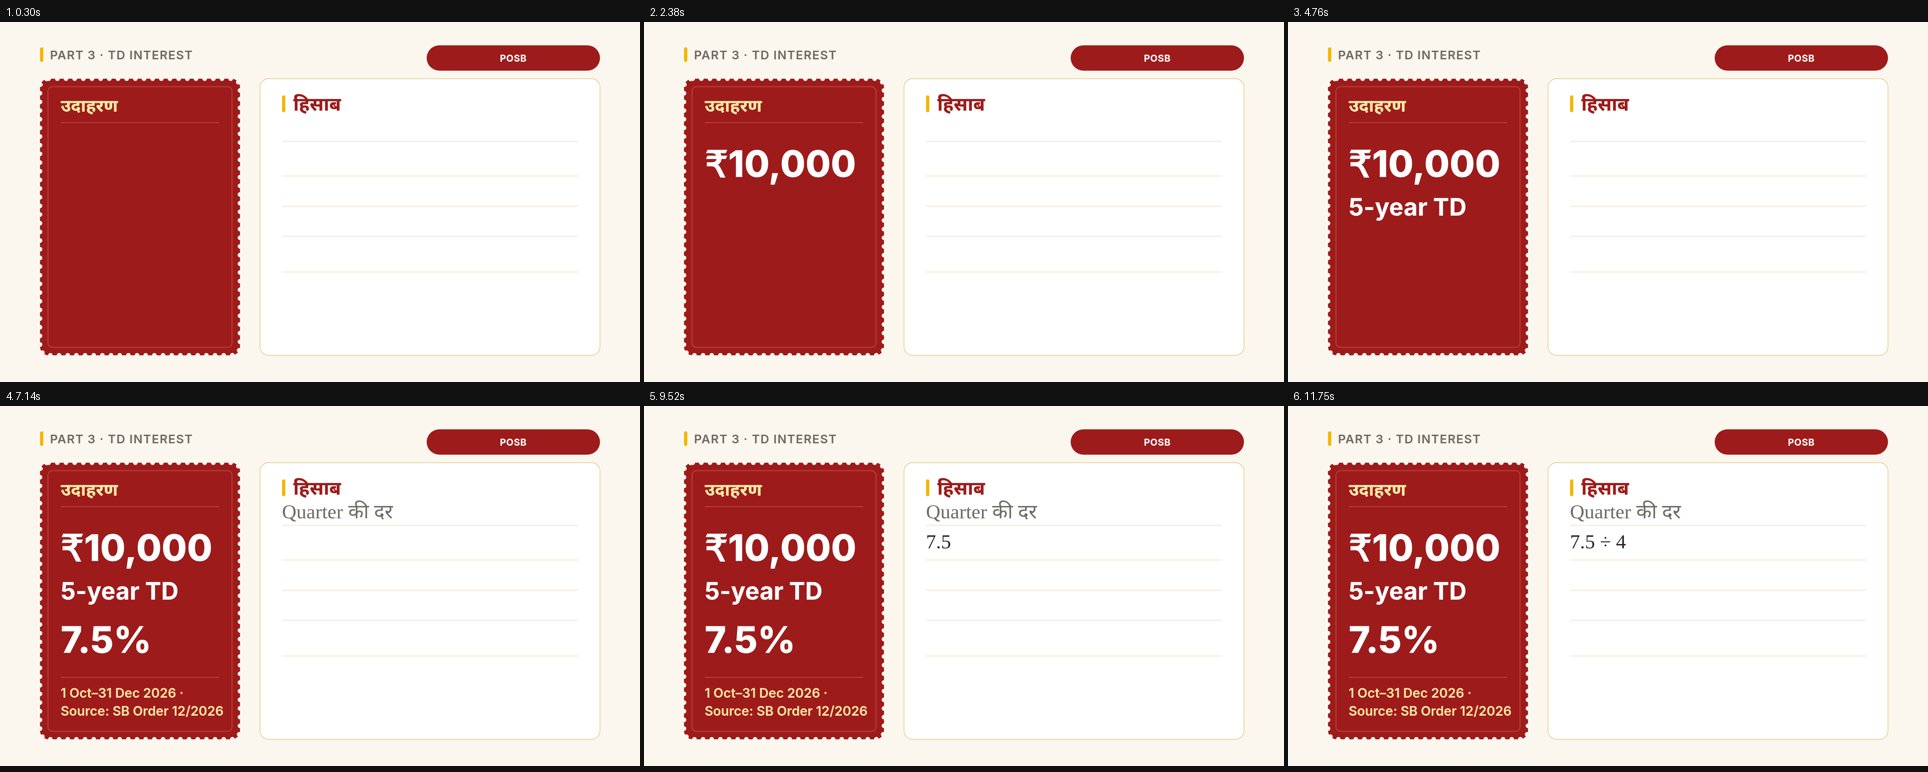 1. 0.30s
PART 3 · TD INTEREST
POSB
उदाहरण
हिसाब
2. 2.38s
PART 3 · TD INTEREST
POSB
उदाहरण
₹10,000
हिसाब
3. 4.76s
PART 3 · TD INTEREST
POSB
उदाहरण
₹10,000
5-year TD
हिसाब
4. 7.14s
PART 3 · TD INTEREST
POSB
उदाहरण
₹10,000
5-year TD
7.5%
1 Oct–31 Dec 2026 ·
Source: SB Order 12/2026
हिसाब
Quarter की दर
5. 9.52s
PART 3 · TD INTEREST
POSB
उदाहरण
₹10,000
5-year TD
7.5%
1 Oct–31 Dec 2026 ·
Source: SB Order 12/2026
हिसाब
Quarter की दर
7.5
6. 11.75s
PART 3 · TD INTEREST
POSB
उदाहरण
₹10,000
5-year TD
7.5%
1 Oct–31 Dec 2026 ·
Source: SB Order 12/2026
हिसाब
Quarter की दर
7.5 ÷ 4